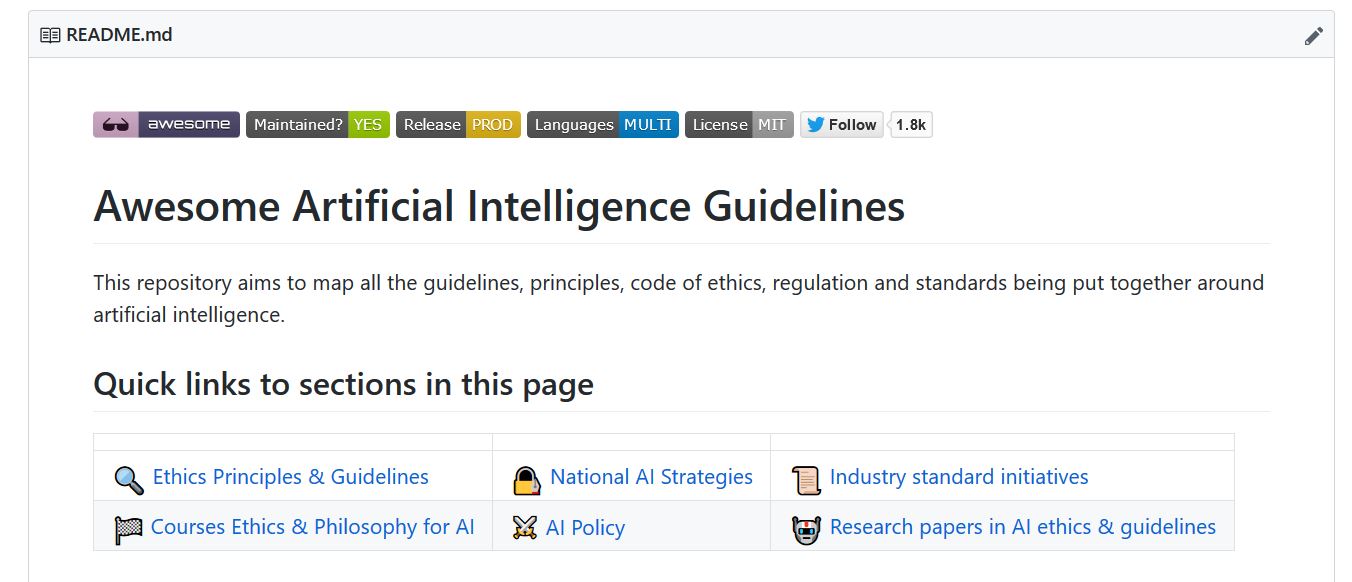 README.md
awesome Maintained? YES Release PROD Languages MULTI License MIT Follow 1.8k
Awesome Artificial Intelligence Guidelines
This repository aims to map all the guidelines, principles, code of ethics, regulation and standards being put together around
artificial intelligence.
Quick links to sections in this page
Ethics Principles & Guidelines National AI Strategies Industry standard initiatives
Courses Ethics & Philosophy for AI AI Policy Research papers in AI ethics & guidelines